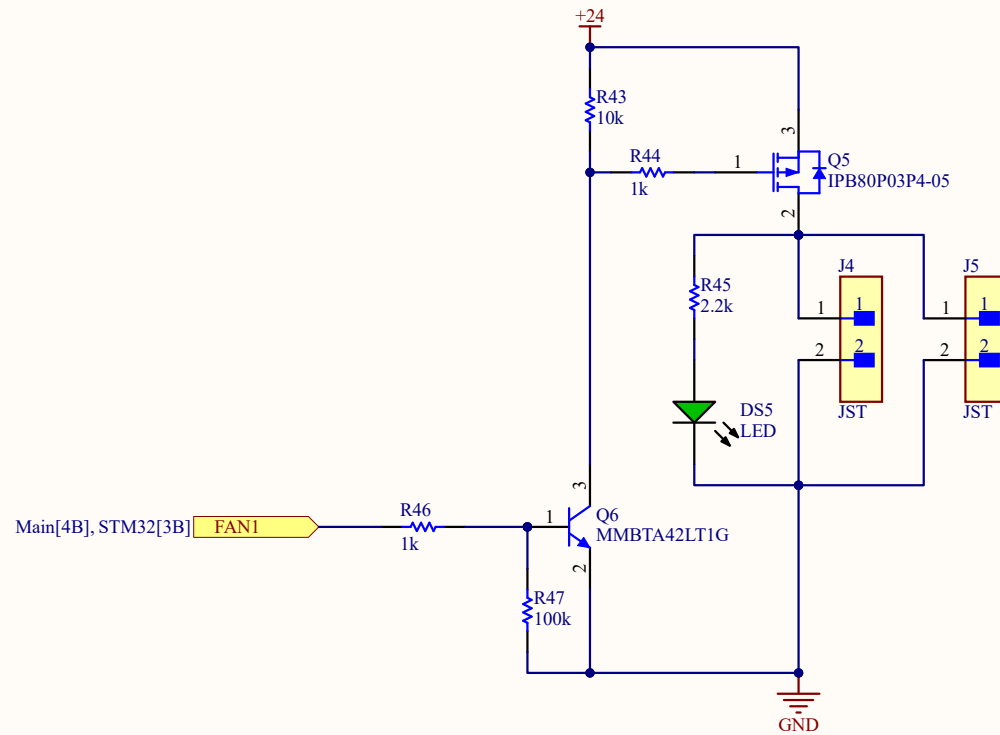 +24
R43
10k
R44
1k
1
3
Q5
IPB80P03P4-05
2
R45
2.2k
J4
1
1
2
2
JST
J5
1
1
2
2
JST
DS5
LED
Main[4B], STM32[3B]
FAN1
R46
1k
1
3
Q6
MMBTA42LT1G
2
R47
100k
GND